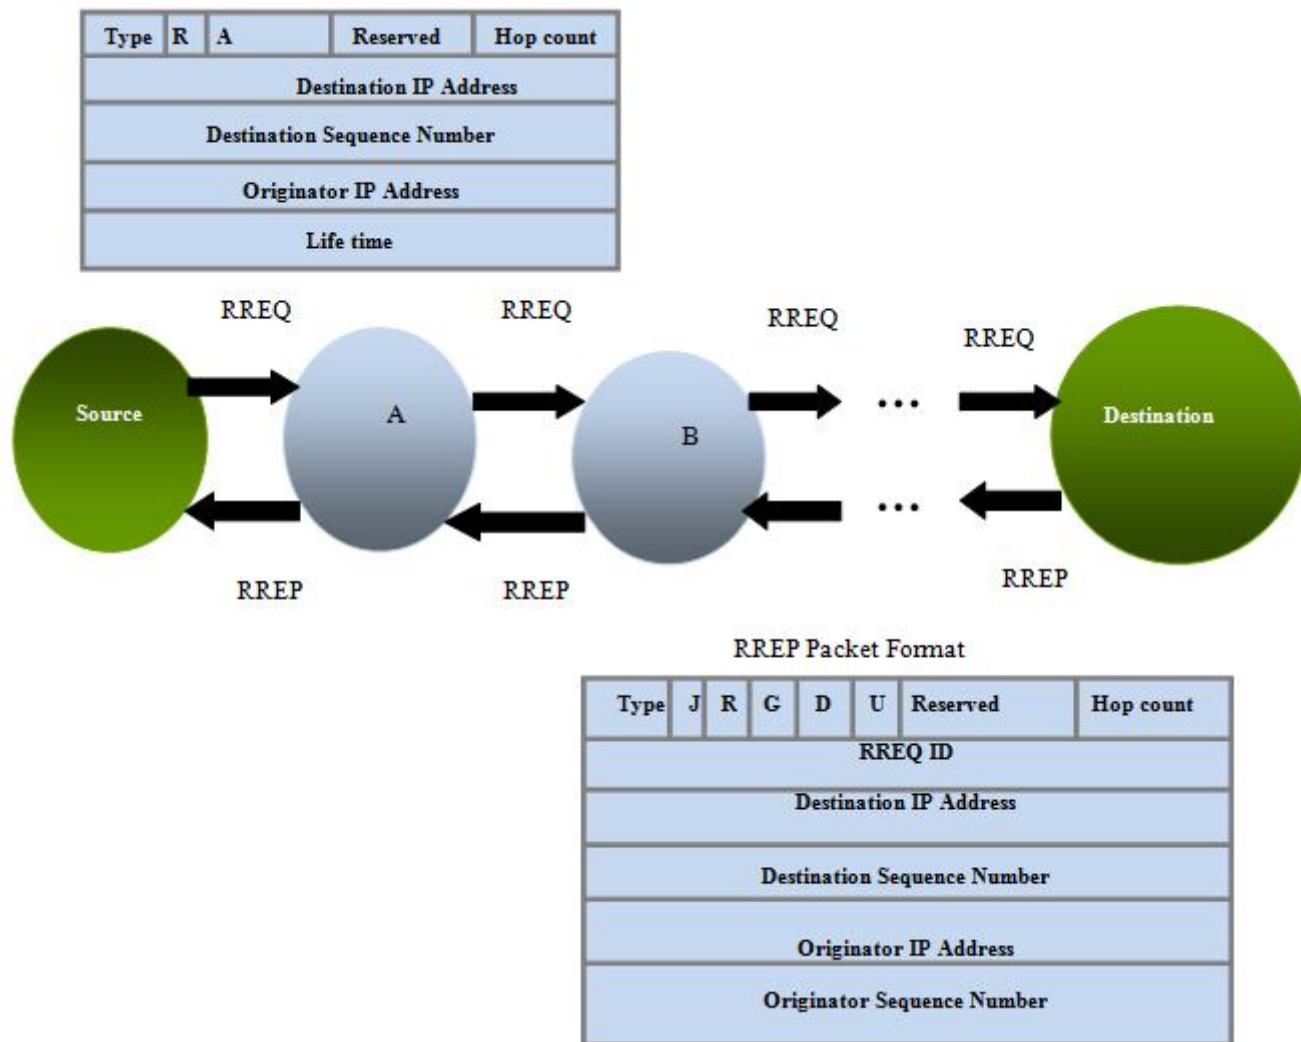 Type R A Reserved Hop count
Destination IP Address
Destination Sequence Number
Originator IP Address
Life time
RREQ RREQ RREQ RREQ
Source A B ... Destination
...
RREP RREP RREP
RREP Packet Format
Type J R G D U Reserved Hop count
RREQ ID
Destination IP Address
Destination Sequence Number
Originator IP Address
Originator Sequence Number